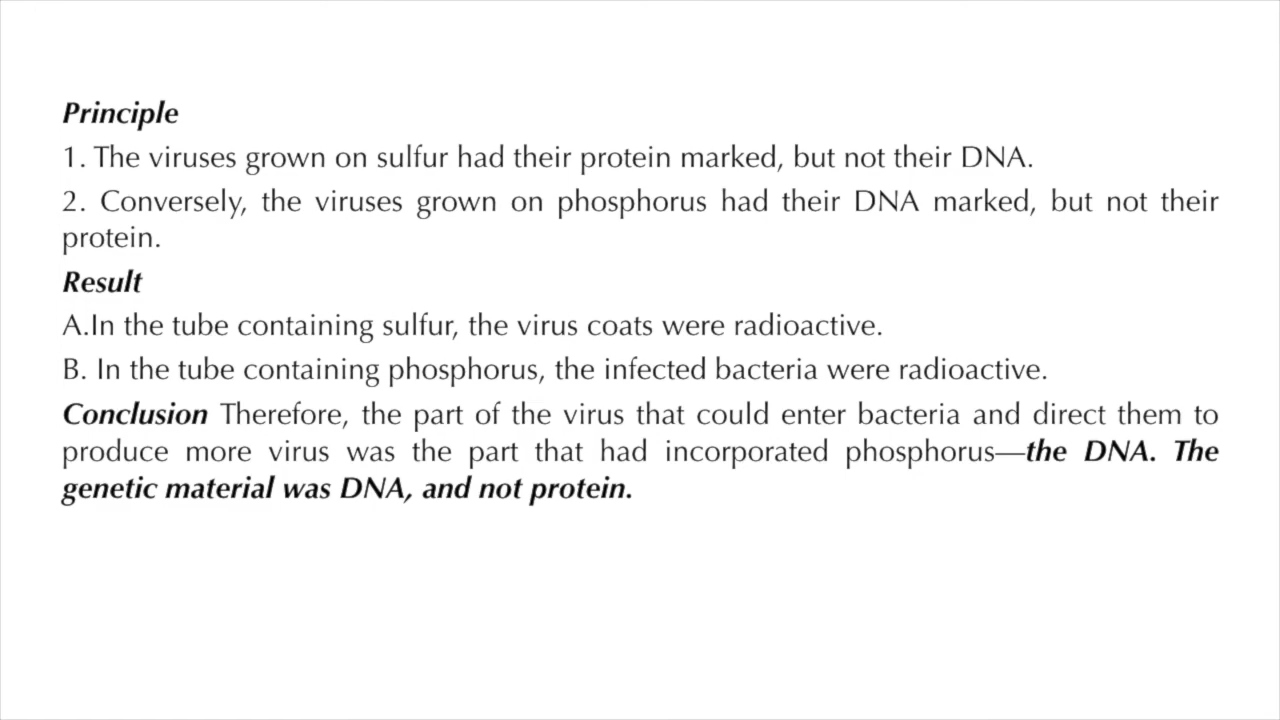 Principle
1. The viruses grown on sulfur had their protein marked, but not their DNA.
2. Conversely, the viruses grown on phosphorus had their DNA marked, but not their
protein.
Result
A.In the tube containing sulfur, the virus coats were radioactive.
B. In the tube containing phosphorus, the infected bacteria were radioactive.
Conclusion Therefore, the part of the virus that could enter bacteria and direct them to
produce more virus was the part that had incorporated phosphorus—the DNA. The
genetic material was DNA, and not protein.